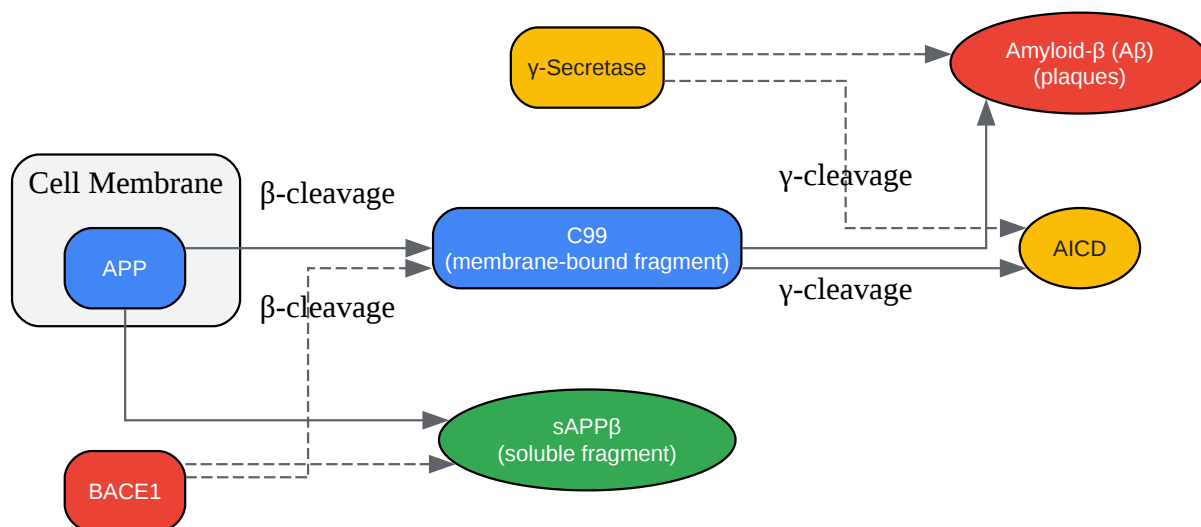 γ-Secretase
Amyloid-β (Aβ)
(plaques)
Cell Membrane
β-cleavage
γ-cleavage
APP
C99
(membrane-bound fragment)
AICD
β-cleavage
γ-cleavage
sAPPβ
(soluble fragment)
BACE1